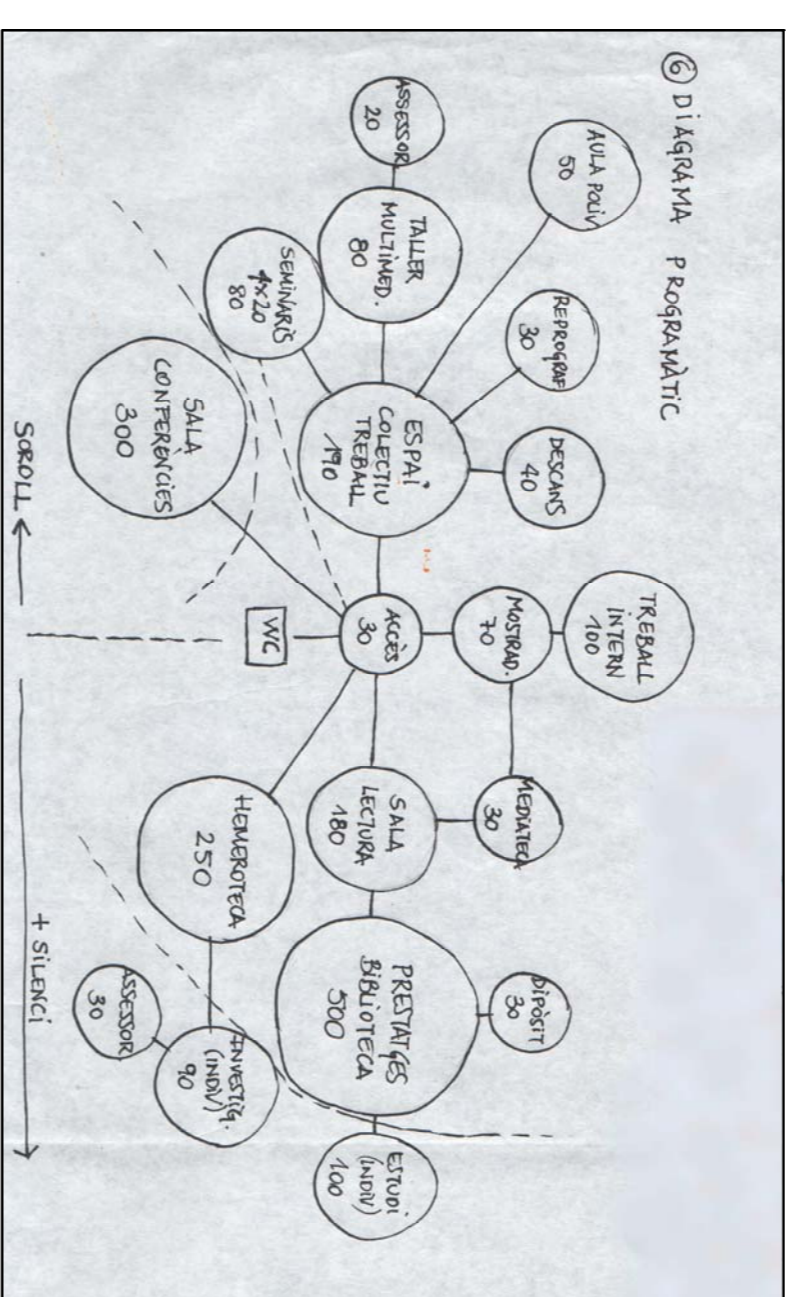 ⑥ DIAGRAMA PROGRAMÀTIC
ASSESSOR
20
TALLER
MULTIMED.
80
SEMINARIS
4x20
80
AULA POLIV
50
REPROGRAF
30
DESCANS
40
ESPAI
COLECTIU
TREBALL
190
SALA
CONFERÈNCIES
300
ACCÈS
30
WC
MOSTRAD.
70
TREBALL
INTERN
100
MEDIATECA
30
SALA
LECTURA
180
HEMEROTECA
250
PRESTATGES
BIBLIOTECA
500
DIPÒSIT
30
INVESTIG.
(INDIV)
90
ASSESSOR
30
ESTUDI
(INDIV)
100
SOROLL
+ SILENCI